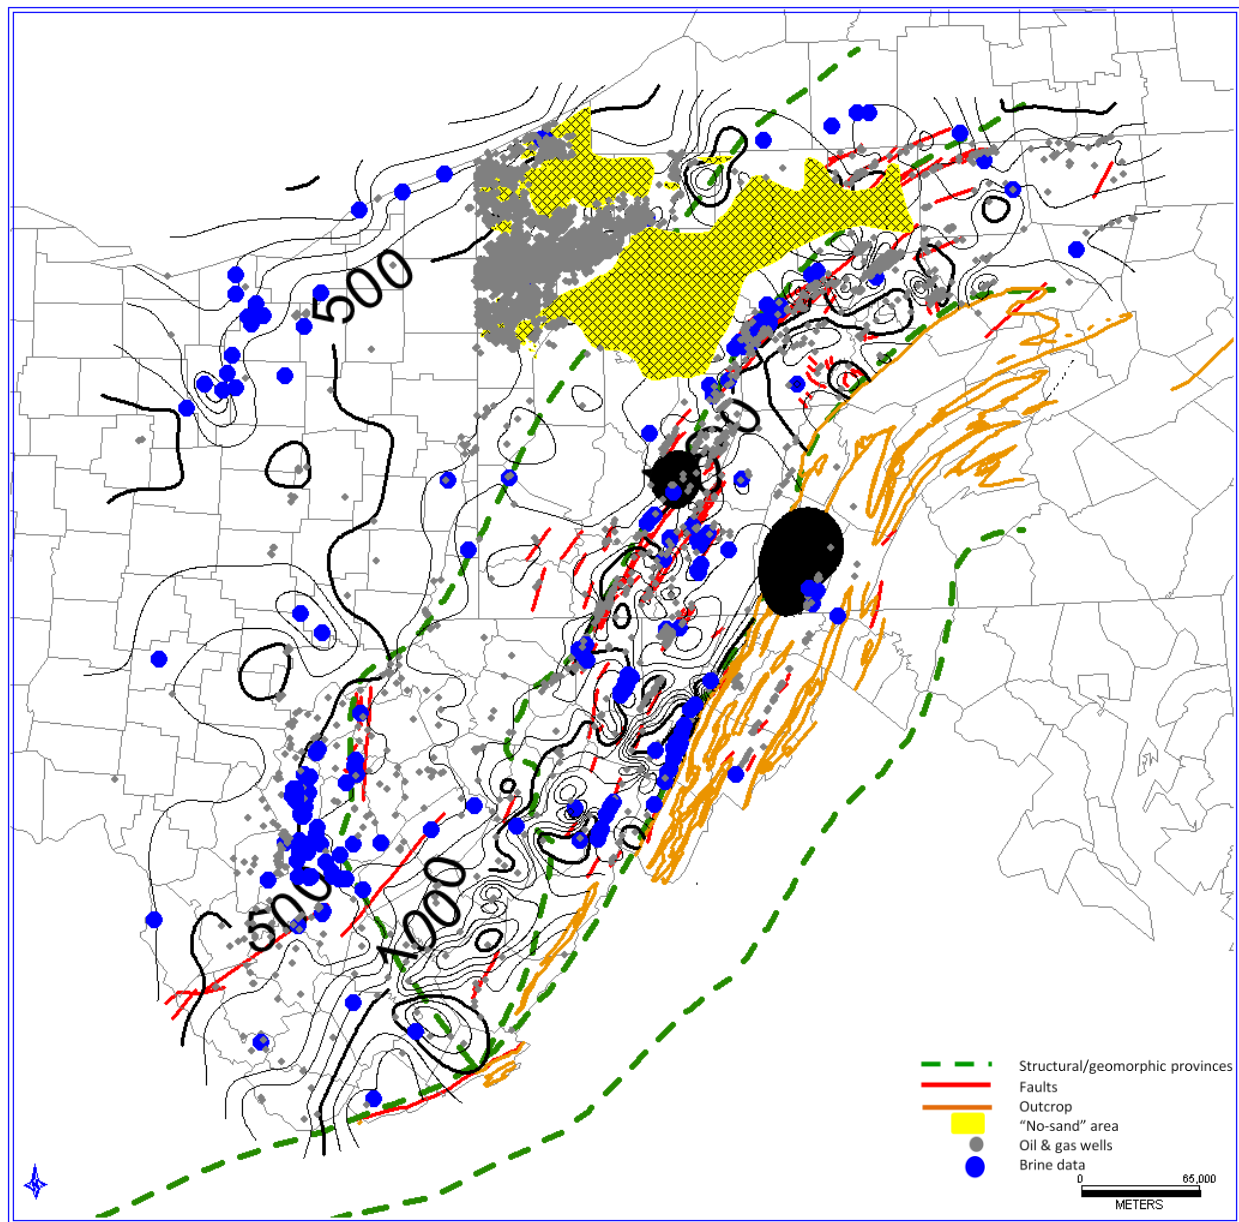 500
0
500
1000
Structural/geomorphic provinces
Faults
Outcrop
“No-sand” area
Oil & gas wells
Brine data
0 65,000
METERS